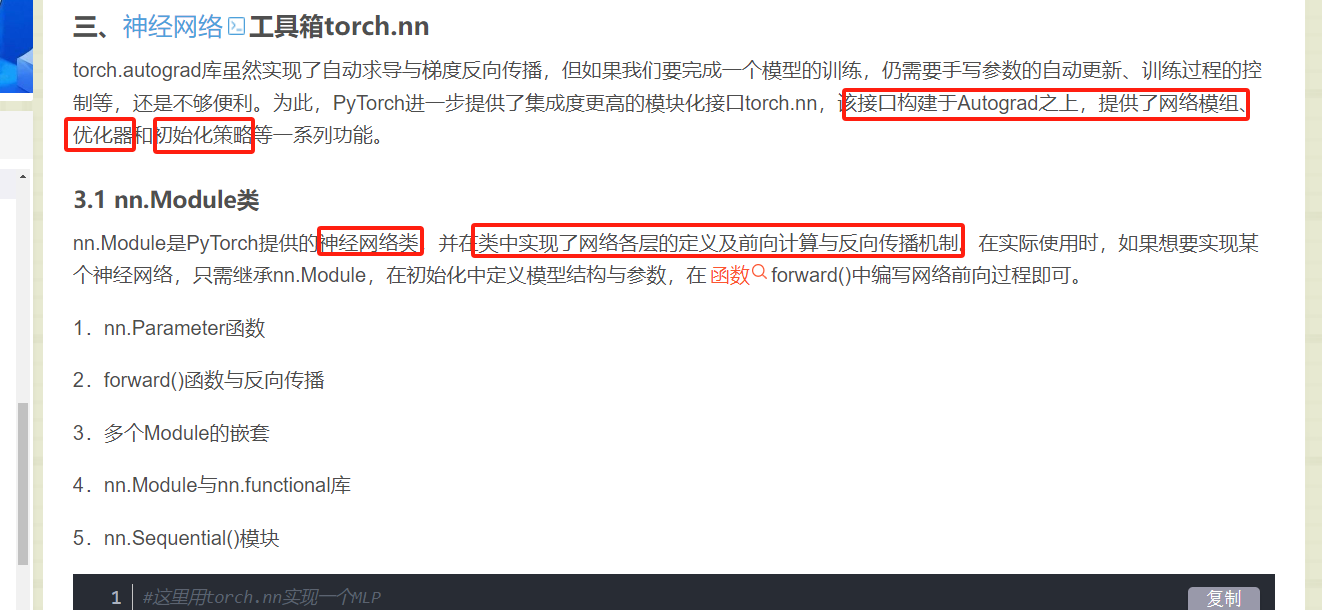 三、神经网络工具箱torch.nn
torch.autograd库虽然实现了自动求导与梯度反向传播，但如果我们要完成一个模型的训练，仍需要手写参数的自动更新、训练过程的控
制等，还是不够便利。为此，PyTorch进一步提供了集成度更高的模块化接口torch.nn，该接口构建于Autograd之上，提供了网络模组、
优化器和初始化策略等一系列功能。
3.1 nn.Module类
nn.Module是PyTorch提供的神经网络类，并在类中实现了网络各层的定义及前向计算与反向传播机制。在实际使用时，如果想要实现某
个神经网络，只需继承nn.Module，在初始化中定义模型结构与参数，在函数forward()中编写网络前向过程即可。
1．nn.Parameter函数
2．forward()函数与反向传播
3．多个Module的嵌套
4．nn.Module与nn.functional库
5．nn.Sequential()模块
1 #这里用torch.nn实现一个MLP
复制